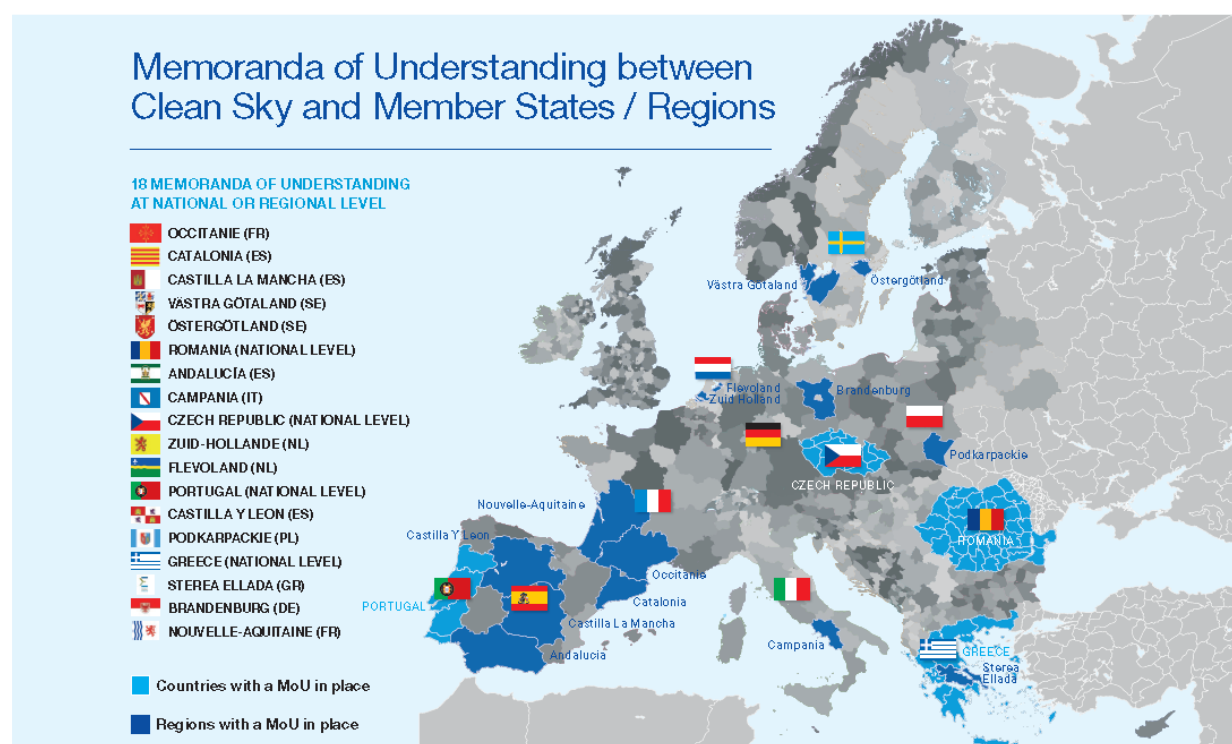 Memoranda of Understanding between
Clean Sky and Member States / Regions
18 MEMORANDA OF UNDERSTANDING
AT NATIONAL OR REGIONAL LEVEL
OCCITANIE (FR)
CATALONIA (ES)
CASTILLA LA MANCHA (ES)
VÄSTRA GÖTALAND (SE)
ÖSTERGÖTLAND (SE)
ROMANIA (NATIONAL LEVEL)
ANDALUCÍA (ES)
CAMPANIA (IT)
CZECH REPUBLIC (NATIONAL LEVEL)
ZUID-HOLLANDE (NL)
FLEVOLAND (NL)
PORTUGAL (NATIONAL LEVEL)
CASTILLA Y LEON (ES)
PODKARPACKIE (PL)
GREECE (NATIONAL LEVEL)
STEREA ELLADA (GR)
BRANDENBURG (DE)
NOUVELLE-AQUITAINE (FR)
Countries with a MoU in place
Regions with a MoU in place
Västra Götaland
Östergötland
Flevoland
Zuid Holland
Brandenburg
Podkarpackie
CZECH REPUBLIC
Nouvelle-Aquitaine
Castilla Y Leon
ROMANIA
Occitanie
Catalonia
PORTUGAL
Castilla La Mancha
Andalucia
Campania
GREECE
Sterea
Ellada